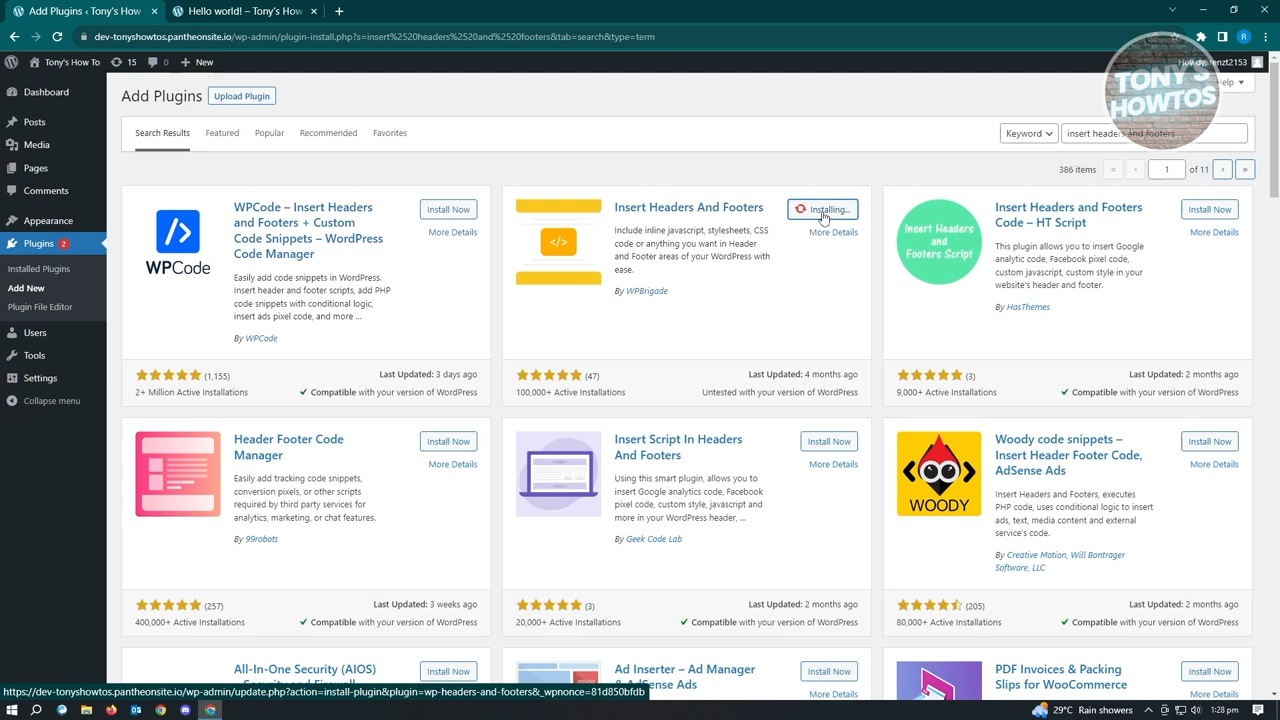 Add Plugins ‹ Tony's How To
Hello world! – Tony's How
dev-tonyshowtos.pantheonsite.io/wp-admin/plugin-install.php?s=insert%2520headers%2520and%2520footers&tab=search&type=term
Tony's How To
15
0
New
Howdy, renzt2153
Help
TONY'S
HOWTOS
Dashboard
Posts
Media
Pages
Comments
Appearance
Plugins 2
Installed Plugins
Add New
Plugin File Editor
Users
Tools
Settings
Collapse menu
Add Plugins
Upload Plugin
Search Results
Featured
Popular
Recommended
Favorites
Keyword
insert headers and footers
386 items
«
‹
1
of 11
›
»
WPCode – Insert Headers
and Footers + Custom
Code Snippets – WordPress
Code Manager
Install Now
More Details
WPCode
Easily add code snippets in WordPress.
Insert header and footer scripts, add PHP
code snippets with conditional logic,
insert ads pixel code, and more ...
By WPCode
(1,155)
Last Updated: 3 days ago
2+ Million Active Installations
Compatible with your version of WordPress
Insert Headers And Footers
Installing...
More Details
</>
Include inline javascript, stylesheets, CSS
code or anything you want in Header
and Footer areas of your WordPress with
ease.
By WPBrigade
(47)
Last Updated: 4 months ago
100,000+ Active Installations
Untested with your version of WordPress
Insert Headers and Footers
Code – HT Script
Install Now
More Details
Insert Headers
and
Footers Script
This plugin allows you to insert Google
analytic code, Facebook pixel code,
custom javascript, custom style in your
website's header and footer.
By HasThemes
(3)
Last Updated: 2 months ago
9,000+ Active Installations
Compatible with your version of WordPress
Header Footer Code
Manager
Install Now
More Details
Easily add tracking code snippets,
conversion pixels, or other scripts
required by third party services for
analytics, marketing, or chat features.
By 99robots
(257)
Last Updated: 3 weeks ago
400,000+ Active Installations
Compatible with your version of WordPress
Insert Script In Headers
And Footers
Install Now
More Details
Using this smart plugin, allows you to
insert Google analytics code, Facebook
pixel code, custom style, javascript and
more in your WordPress header, ...
By Geek Code Lab
(3)
Last Updated: 2 months ago
20,000+ Active Installations
Compatible with your version of WordPress
Woody code snippets –
Insert Header Footer Code,
AdSense Ads
Install Now
More Details
WOODY
Insert Headers and Footers, executes
PHP code, uses conditional logic to insert
ads, text, media content and external
service's code.
By Creative Motion, Will Bontrager
Software, LLC
(205)
Last Updated: 2 months ago
80,000+ Active Installations
Compatible with your version of WordPress
All-In-One Security (AIOS)
– Security and Firewall
Install Now
Ad Inserter – Ad Manager
& AdSense Ads
Install Now
More Details
PDF Invoices & Packing
Slips for WooCommerce
Install Now
More Details
https://dev-tonyshowtos.pantheonsite.io/wp-admin/update.php?action=install-plugin&plugin=wp-headers-and-footers&_wpnonce=81d850bfdb
29°C Rain showers
1:28 pm